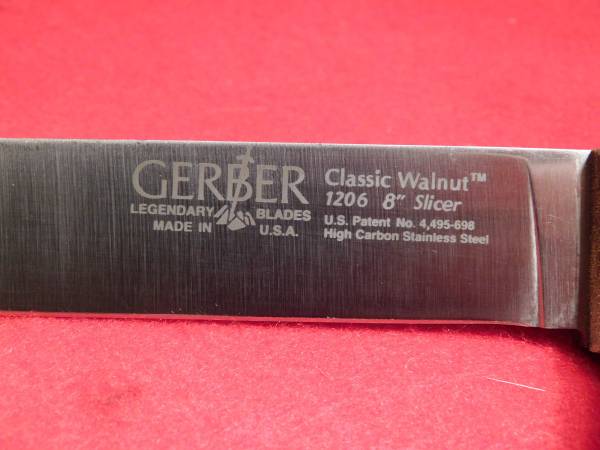 GERBER
LEGENDARY BLADES
MADE IN U.S.A.
Classic Walnut™
1206 8" Slicer
U.S. Patent No. 4,495-698
High Carbon Stainless Steel